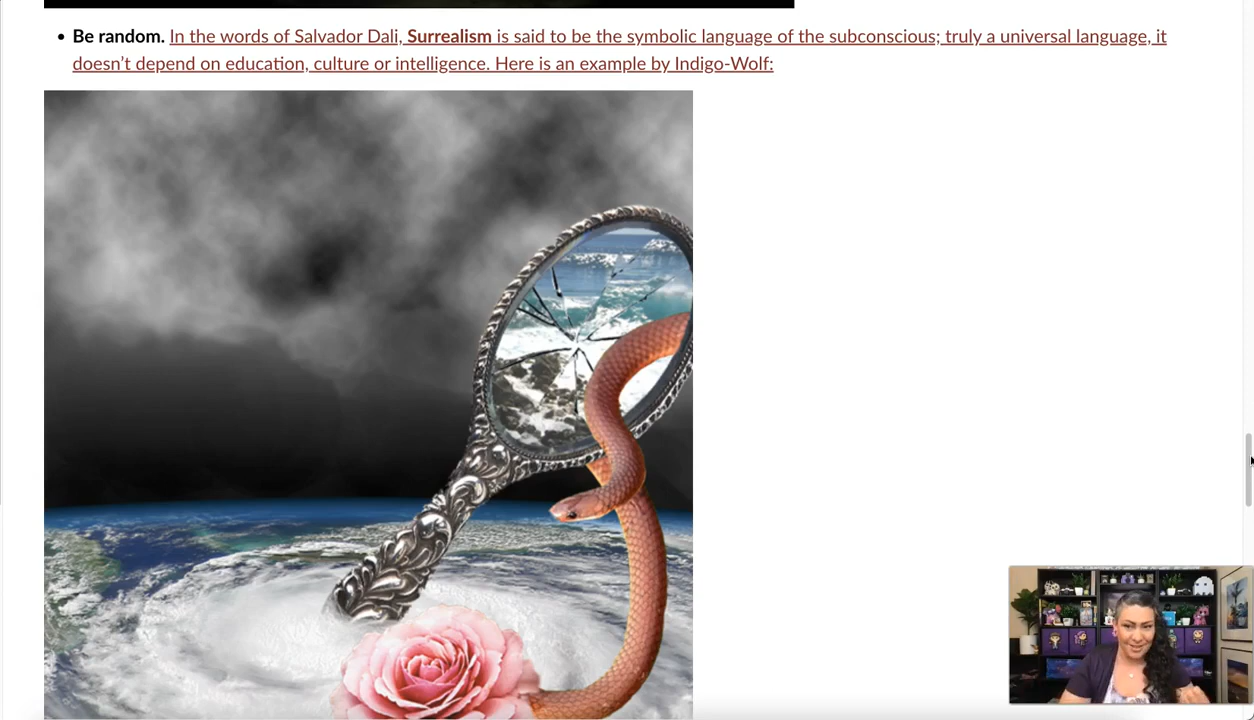 • Be random. In the words of Salvador Dali, Surrealism is said to be the symbolic language of the subconscious; truly a universal language, it
doesn’t depend on education, culture or intelligence. Here is an example by Indigo-Wolf: